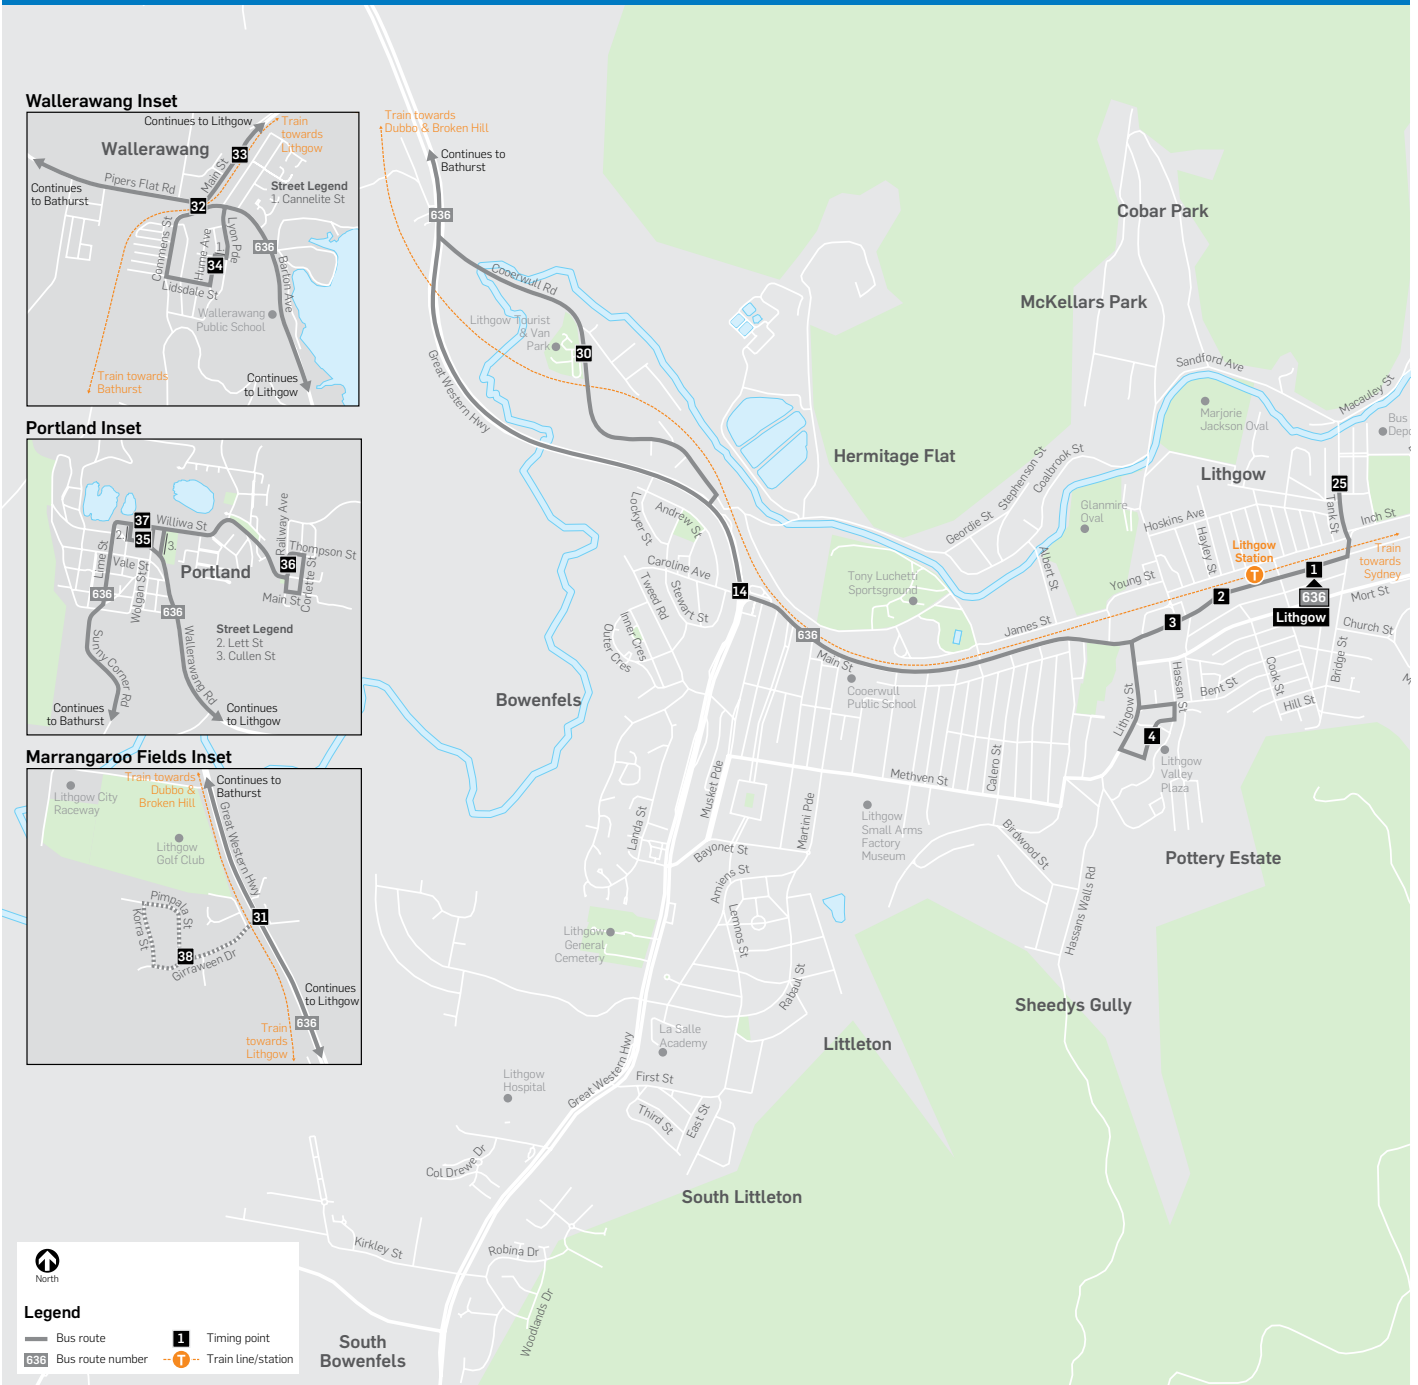 Wallerawang Inset
Continues to Lithgow
Train
towards
Lithgow
Wallerawang
33
Main St
Pipers Flat Rd
Continues
to Bathurst
Street Legend
1. Cannelite St
32
Commens St
Hume Ave
Lyon Pde
1.
636
34
Barton Ave
Lidsdale St
Wallerawang
Public School
Train towards
Bathurst
Continues
to Lithgow
Portland Inset
37
Williwa St
2.
35
3.
Railway Ave
Thompson St
Lime St
Vale St
Portland
36
Corlette St
Main St
636
Wolgan St
636
Street Legend
2. Lett St
3. Cullen St
Sunny Corner Rd
Wallerawang Rd
Continues
to Bathurst
Continues
to Lithgow
Marrangaroo Fields Inset
Train towards
Dubbo &
Broken Hill
Continues to
Bathurst
Lithgow City
Raceway
Great Western Hwy
Lithgow
Golf Club
Pimpala St
Korra St
31
38
Girraween Dr
Continues
to Lithgow
636
Train
towards
Lithgow
Train towards
Dubbo & Broken Hill
Continues to
Bathurst
636
Cooerwull Rd
Lithgow Tourist
& Van
Park
30
Great Western Hwy
Cobar Park
McKellars Park
Sandford Ave
Macauley St
Marjorie
Jackson Oval
Bus
Hermitage Flat
Stephenson St
Coalbrook St
Geordie St
Lithgow
25
Tank St
Inch St
Glanmire
Oval
Hoskins Ave
Hayley St
Lithgow
Station
T
Train
towards
Sydney
Lockyer St
Andrew St
Caroline Ave
Tweed Rd
Stewart St
Inner Cres
Outer Cres
14
Tony Luchetti
Sportsground
Albert St
Young St
1
2
636
Lithgow
Mort St
3
Church St
James St
636
Main St
Cooerwull
Public School
Bowenfels
Hassan St
Bent St
Cook St
Bridge St
Hill St
Lithgow St
4
Lithgow
Valley
Plaza
Methven St
Calero St
Musket Pde
Martini Pde
Landa St
Lithgow
Small Arms
Factory
Museum
Birdwood St
Bayonet St
Amiens St
Lemnos St
Pottery Estate
Hassans Walls Rd
Lithgow
General
Cemetery
Rabaul St
Sheedys Gully
La Salle
Academy
Littleton
Great Western Hwy
Lithgow
Hospital
First St
Third St
East St
Col Drewe Dr
South Littleton
Kirkley St
Robina Dr
Woodlands Dr
South
Bowenfels
North
Legend
Bus route
1 Timing point
636 Bus route number
T Train line/station